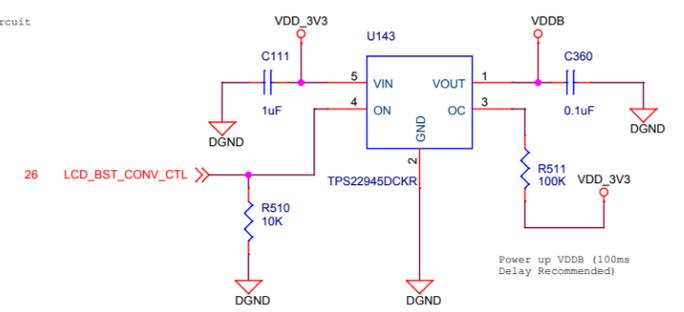 rcuit
VDD_3V3
U143
VDDB
C111
1uF
5 VIN
4 ON
VOUT 1
OC 3
GND
2
C360
0.1uF
DGND
DGND
26 LCD_BST_CONV_CTL
TPS22945DCKR
R511
100K
VDD_3V3
R510
10K
Power up VDDB (100ms
Delay Recommended)
DGND
DGND